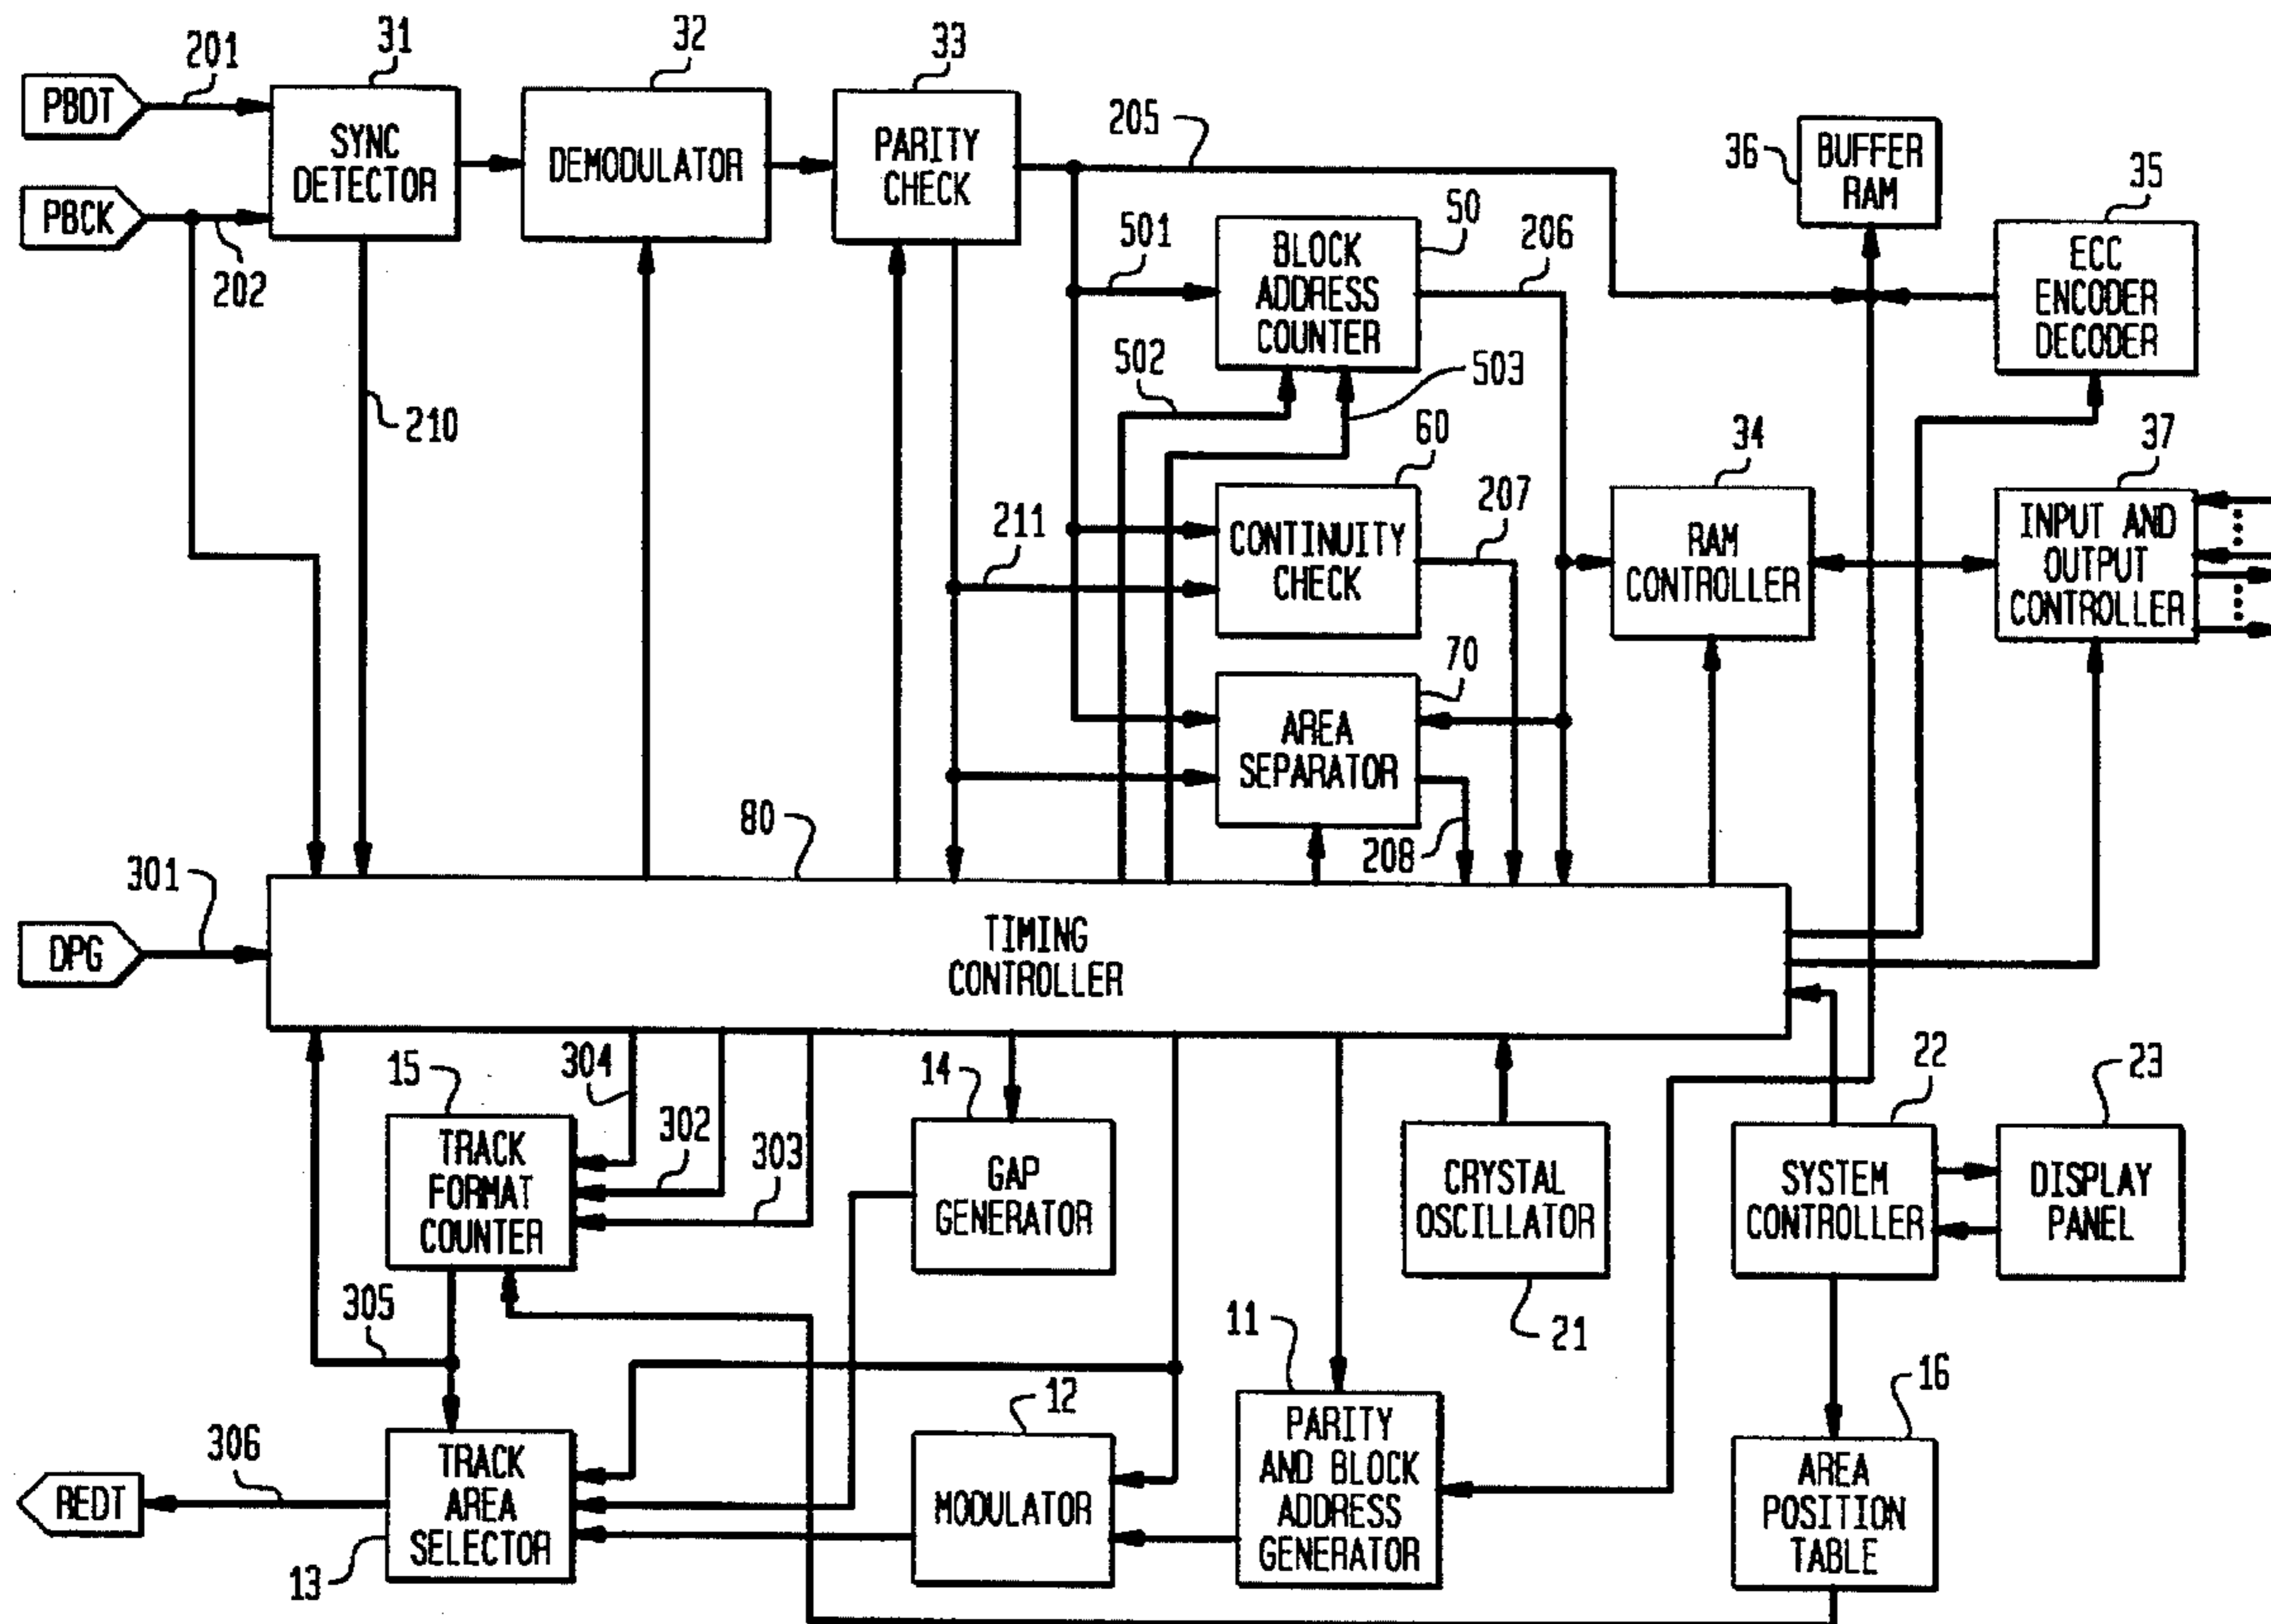 201
31
32
33
PBDT
SYNC
DETECTOR
DEMODULATOR
PARITY
CHECK
205
36
BUFFER
RAM
35
PBCK
202
501
50
BLOCK
ADDRESS
COUNTER
206
ECC
ENCODER
DECODER
210
502
503
60
34
37
211
CONTINUITY
CHECK
207
RAM
CONTROLLER
INPUT AND
OUTPUT
CONTROLLER
70
AREA
SEPARATOR
80
208
301
DPG
TIMING
CONTROLLER
15
304
14
22
23
TRACK
FORMAT
COUNTER
302
303
GAP
GENERATOR
CRYSTAL
OSCILLATOR
SYSTEM
CONTROLLER
DISPLAY
PANEL
305
11
21
12
16
306
REDT
TRACK
AREA
SELECTOR
MODULATOR
PARITY
AND BLOCK
ADDRESS
GENERATOR
AREA
POSITION
TABLE
13